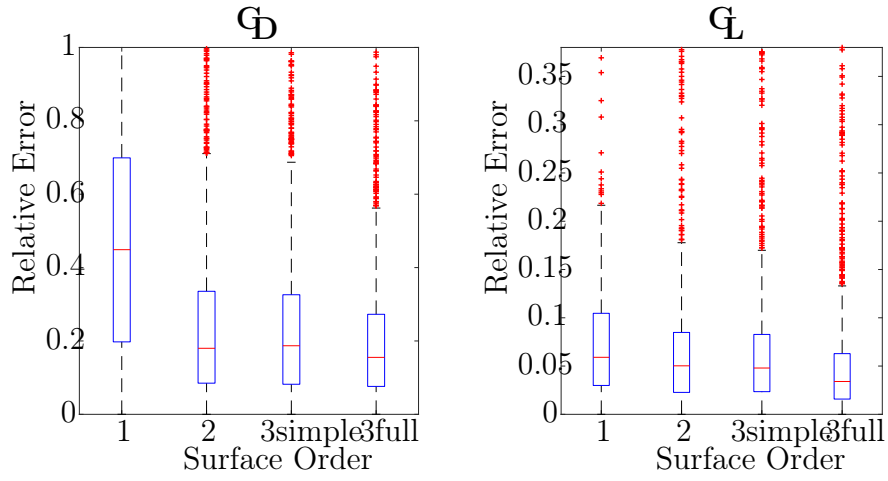 C_D
1
0.8
0.6
0.4
0.2
0
Relative Error
1 2 3simple 3full
Surface Order
C_L
0.35
0.3
0.25
0.2
0.15
0.1
0.05
0
Relative Error
1 2 3simple 3full
Surface Order